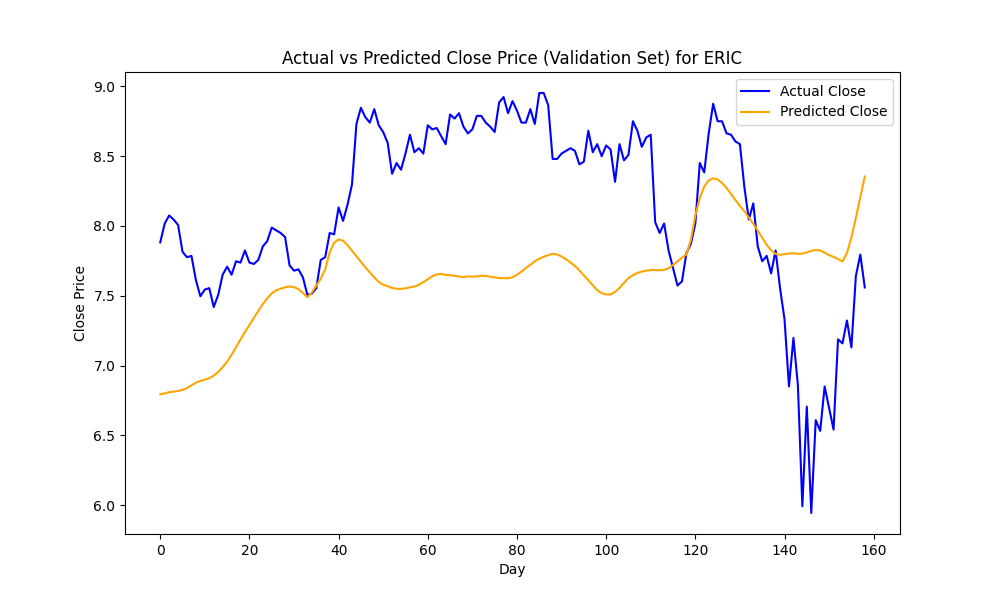 Actual vs Predicted Close Price (Validation Set) for ERIC
Actual Close
Predicted Close
Close Price
9.0
8.5
8.0
7.5
7.0
6.5
6.0
0 20 40 60 80 100 120 140 160
Day